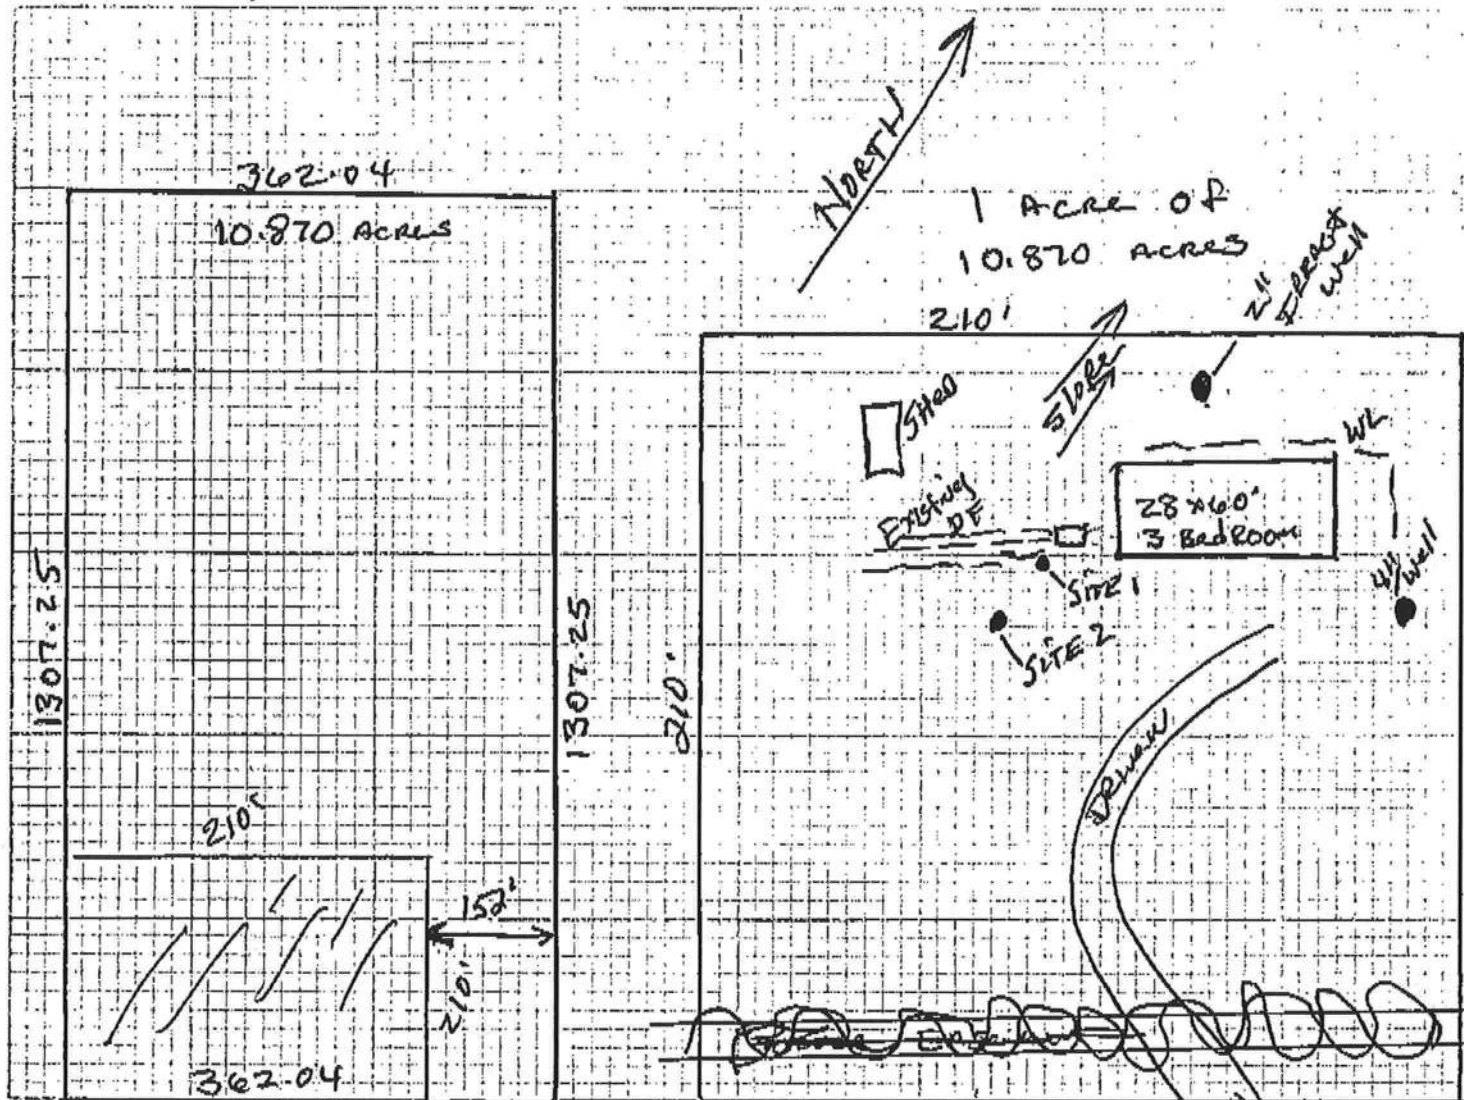 362.04
10.870 ACRES
1307.25
1307.25
210'
152'
210'
362.04
NORTH
1 ACRE OF
10.870 ACRES
210'
210'
2"
Well
Shed
Slope
WL
Existing
DF
28 x 60'
3 BedRoom
SITE 1
SITE 2
4"
Well